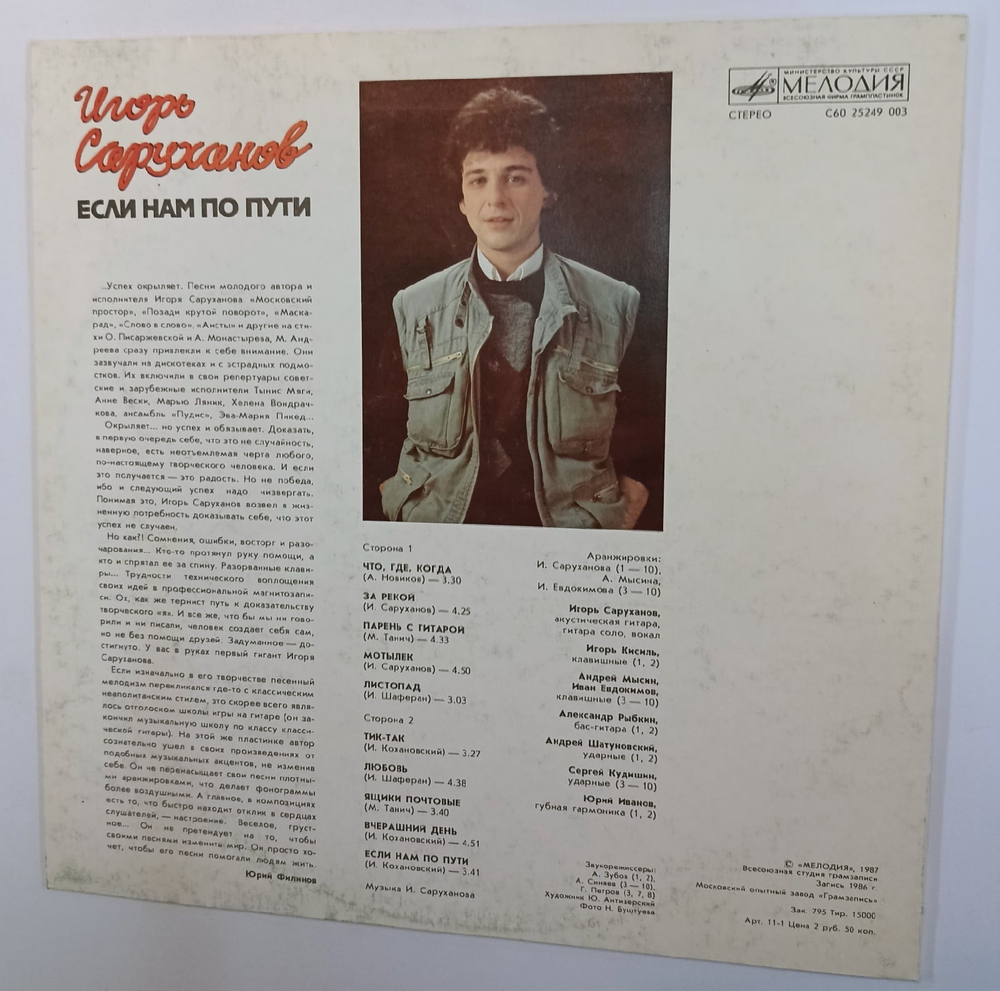 Игорь
Саруханов
ЕСЛИ НАМ ПО ПУТИ
МИНИСТЕРСТВО КУЛЬТУРЫ СССР
МЕЛОДИЯ
ВСЕСОЮЗНАЯ ФИРМА ГРАМПЛАСТИНОК
СТЕРЕО С60 25249 003
...Успех окрыляет. Песни молодого автора и
исполнителя Игоря Саруханова «Московский
простор», «Позади крутой поворот», «Маска-
рад», «Слово в слово», «Аисты» и другие на сти-
хи О. Писаржевской и А. Монастырева, М. Анд-
реева сразу привлекли к себе внимание. Они
зазвучали на дискотеках и с эстрадных подмо-
стков. Их включили в свои репертуары совет-
ские и зарубежные исполнители Тынис Мяги,
Анне Вески, Марью Ляник, Хелена Вондрач-
кова, ансамбль «Пудис», Эва-Мария Пикед...
Окрыляет... но успех и обязывает. Доказать,
в первую очередь себе, что это не случайность,
наверное, есть неотъемлемая черта любого,
по-настоящему творческого человека. И если
это получается — это радость. Но не победа,
ибо и следующий успех надо низвергать.
Понимая это, Игорь Саруханов возвел в жиз-
ненную потребность доказывать себе, что этот
успех не случаен.
Но как?! Сомнения, ошибки, восторг и разо-
чарования... Кто-то протянул руку помощи, а
кто и спрятал ее за спину. Разорванные клави-
ры... Трудности технического воплощения
своих идей в профессиональной магнитозапи-
си. Ох, как же тернист путь к доказательству
творческого «я». И все же, что бы мы ни гово-
рили и ни писали, человек создает себя сам,
но не без помощи друзей. Задуманное — до-
стигнуто. У вас в руках первый гигант Игоря
Саруханова.
Если изначально в его творчестве песенный
мелодизм перекликался где-то с классическим
неаполитанским стилем, это скорее всего явля-
лось отголоском школы игры на гитаре (он за-
кончил музыкальную школу по классу класси-
ческой гитары). На этой же пластинке автор
сознательно ушел в своих произведениях от
подобных музыкальных акцентов, не изменив
себе. Он не перенасыщает свои песни плотны-
ми аранжировками, что делает фонограммы
более воздушными. А главное, в композициях
есть то, что быстро находит отклик в сердцах
слушателей, — настроение. Веселое, груст-
ное... Он не претендует на то, чтобы
своими песнями изменить мир. Он просто хо-
чет, чтобы его песни помогали людям жить.
Юрий Филинов
Сторона 1
ЧТО, ГДЕ, КОГДА
(А. Новиков) — 3.30
ЗА РЕКОЙ
(И. Саруханов) — 4.25
ПАРЕНЬ С ГИТАРОЙ
(М. Танич) — 4.33
МОТЫЛЕК
(И. Саруханов) — 4.50
ЛИСТОПАД
(И. Шаферан) — 3.03
Сторона 2
ТИК-ТАК
(И. Кохановский) — 3.27
ЛЮБОВЬ
(И. Шаферан) — 4.38
ЯЩИКИ ПОЧТОВЫЕ
(М. Танич) — 3.40
ВЧЕРАШНИЙ ДЕНЬ
(И. Кохановский) — 4.51
ЕСЛИ НАМ ПО ПУТИ
(И. Кохановский) — 3.41
Музыка И. Саруханова
Аранжировки:
И. Саруханова (1 — 10),
А. Мысина,
И. Евдокимова (3 — 10)
Игорь Саруханов,
акустическая гитара,
гитара соло, вокал
Игорь Кисиль,
клавишные (1, 2)
Андрей Мысин,
Иван Евдокимов,
клавишные (3 — 10)
Александр Рыбкин,
бас-гитара (1, 2)
Андрей Шатуновский,
ударные (1, 2)
Сергей Кудишин,
ударные (3 — 10)
Юрий Иванов,
губная гармоника (1, 2)
Звукорежиссеры:
А. Зубов (1, 2),
А. Синяев (3 — 10),
Г. Петров (3, 7, 8)
Художник Ю. Антизерский
Фото Н. Буштуева
© «МЕЛОДИЯ», 1987
Всесоюзная студия грамзаписи
Запись 1986 г.
Московский опытный завод «Грамзапись»
Зак. 795 Тир. 15000
Арт. 11-1 Цена 2 руб. 50 коп.